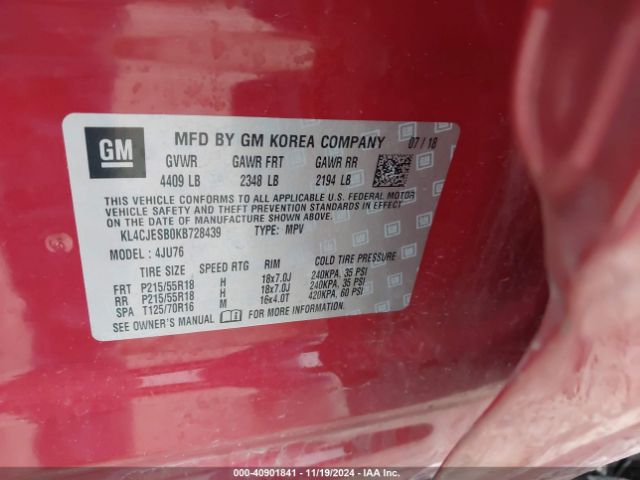 GM
MFD BY GM KOREA COMPANY 07 / 18
GVWR GAWR FRT GAWR RR
4409 LB 2348 LB 2194 LB
THIS VEHICLE CONFORMS TO ALL APPLICABLE U.S. FEDERAL MOTOR
VEHICLE SAFETY AND THEFT PREVENTION STANDARDS IN EFFECT ON THE
DATE OF MANUFACTURE SHOWN ABOVE.
KL4CJESB0KB728439 TYPE: MPV
MODEL : 4JU76
SPEED RTG RIM COLD TIRE PRESSURE
FRT P215/55R18 H 18x7.0J 240KPA, 35 PSI
RR P215/55R18 H 18x7.0J 240KPA, 35 PSI
SPA T125/70R16 M 16x4.0T 420KPA, 60 PSI
SEE OWNER'S MANUAL FOR MORE INFORMATION.
000-40901841 - 11/19/2024 - IAA Inc.